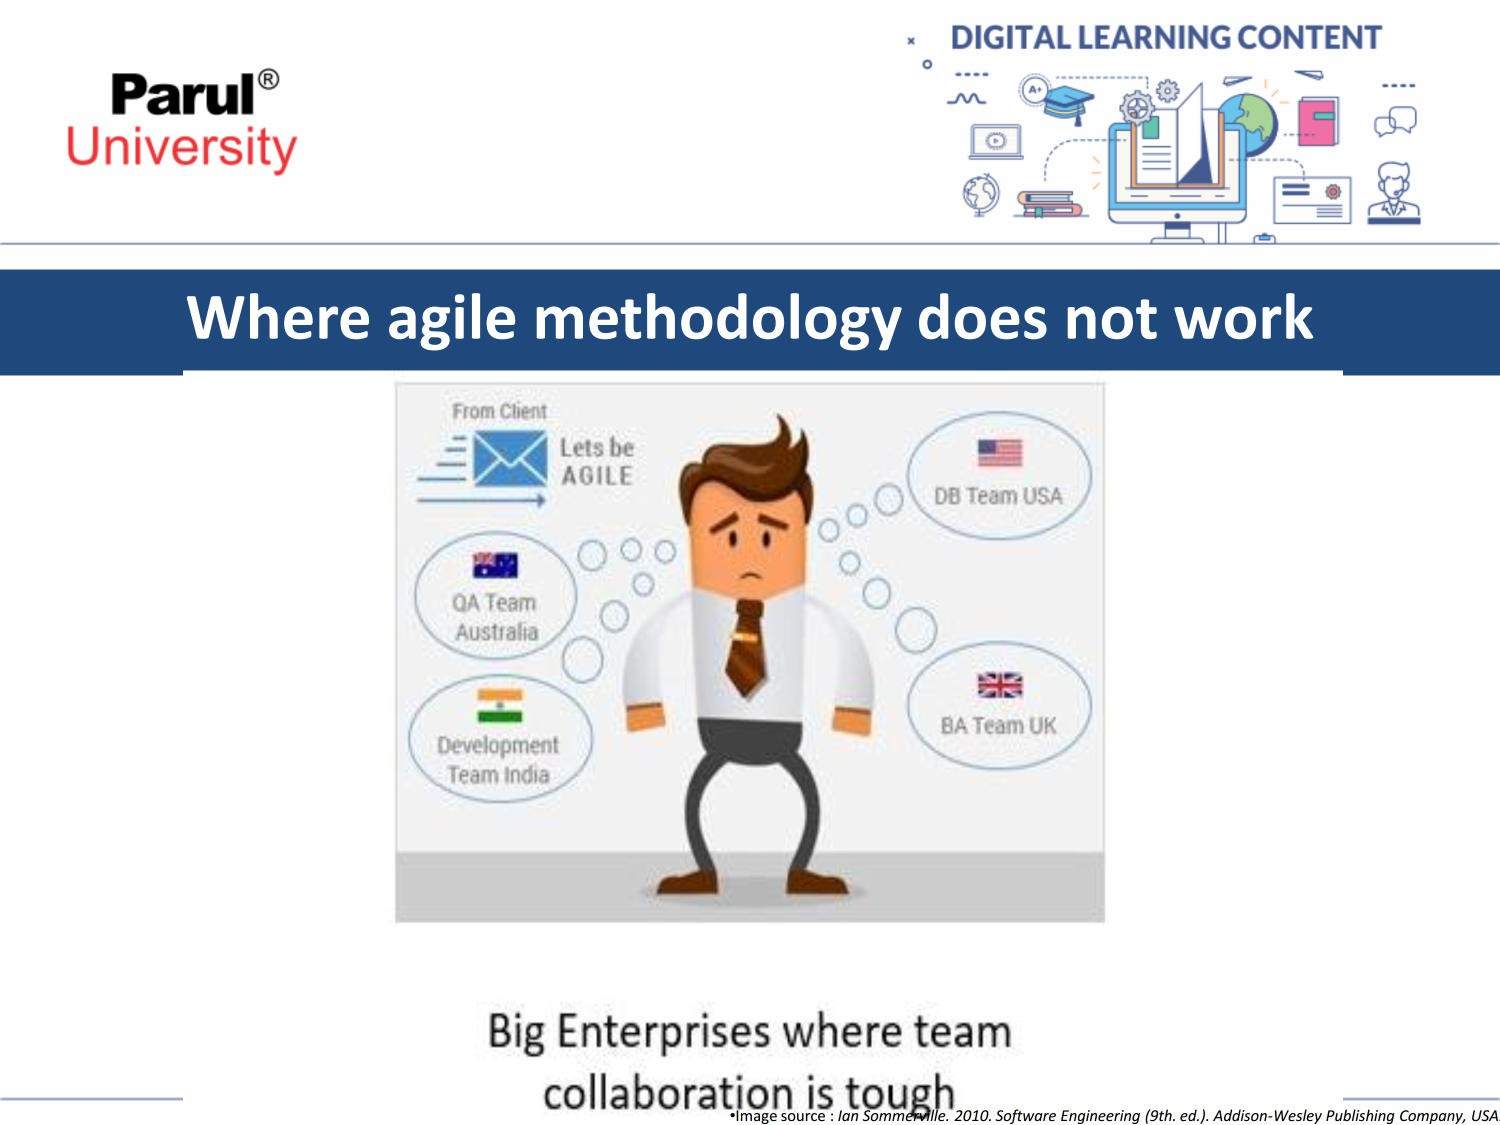 DIGITAL LEARNING CONTENT
Parul®
University
A+
Where agile methodology does not work
From Client
Lets be
AGILE
DB Team USA
QA Team
Australia
BA Team UK
Development
Team India
Big Enterprises where team
collaboration is tough
•Image source : Ian Sommerville. 2010. Software Engineering (9th. ed.). Addison-Wesley Publishing Company, USA